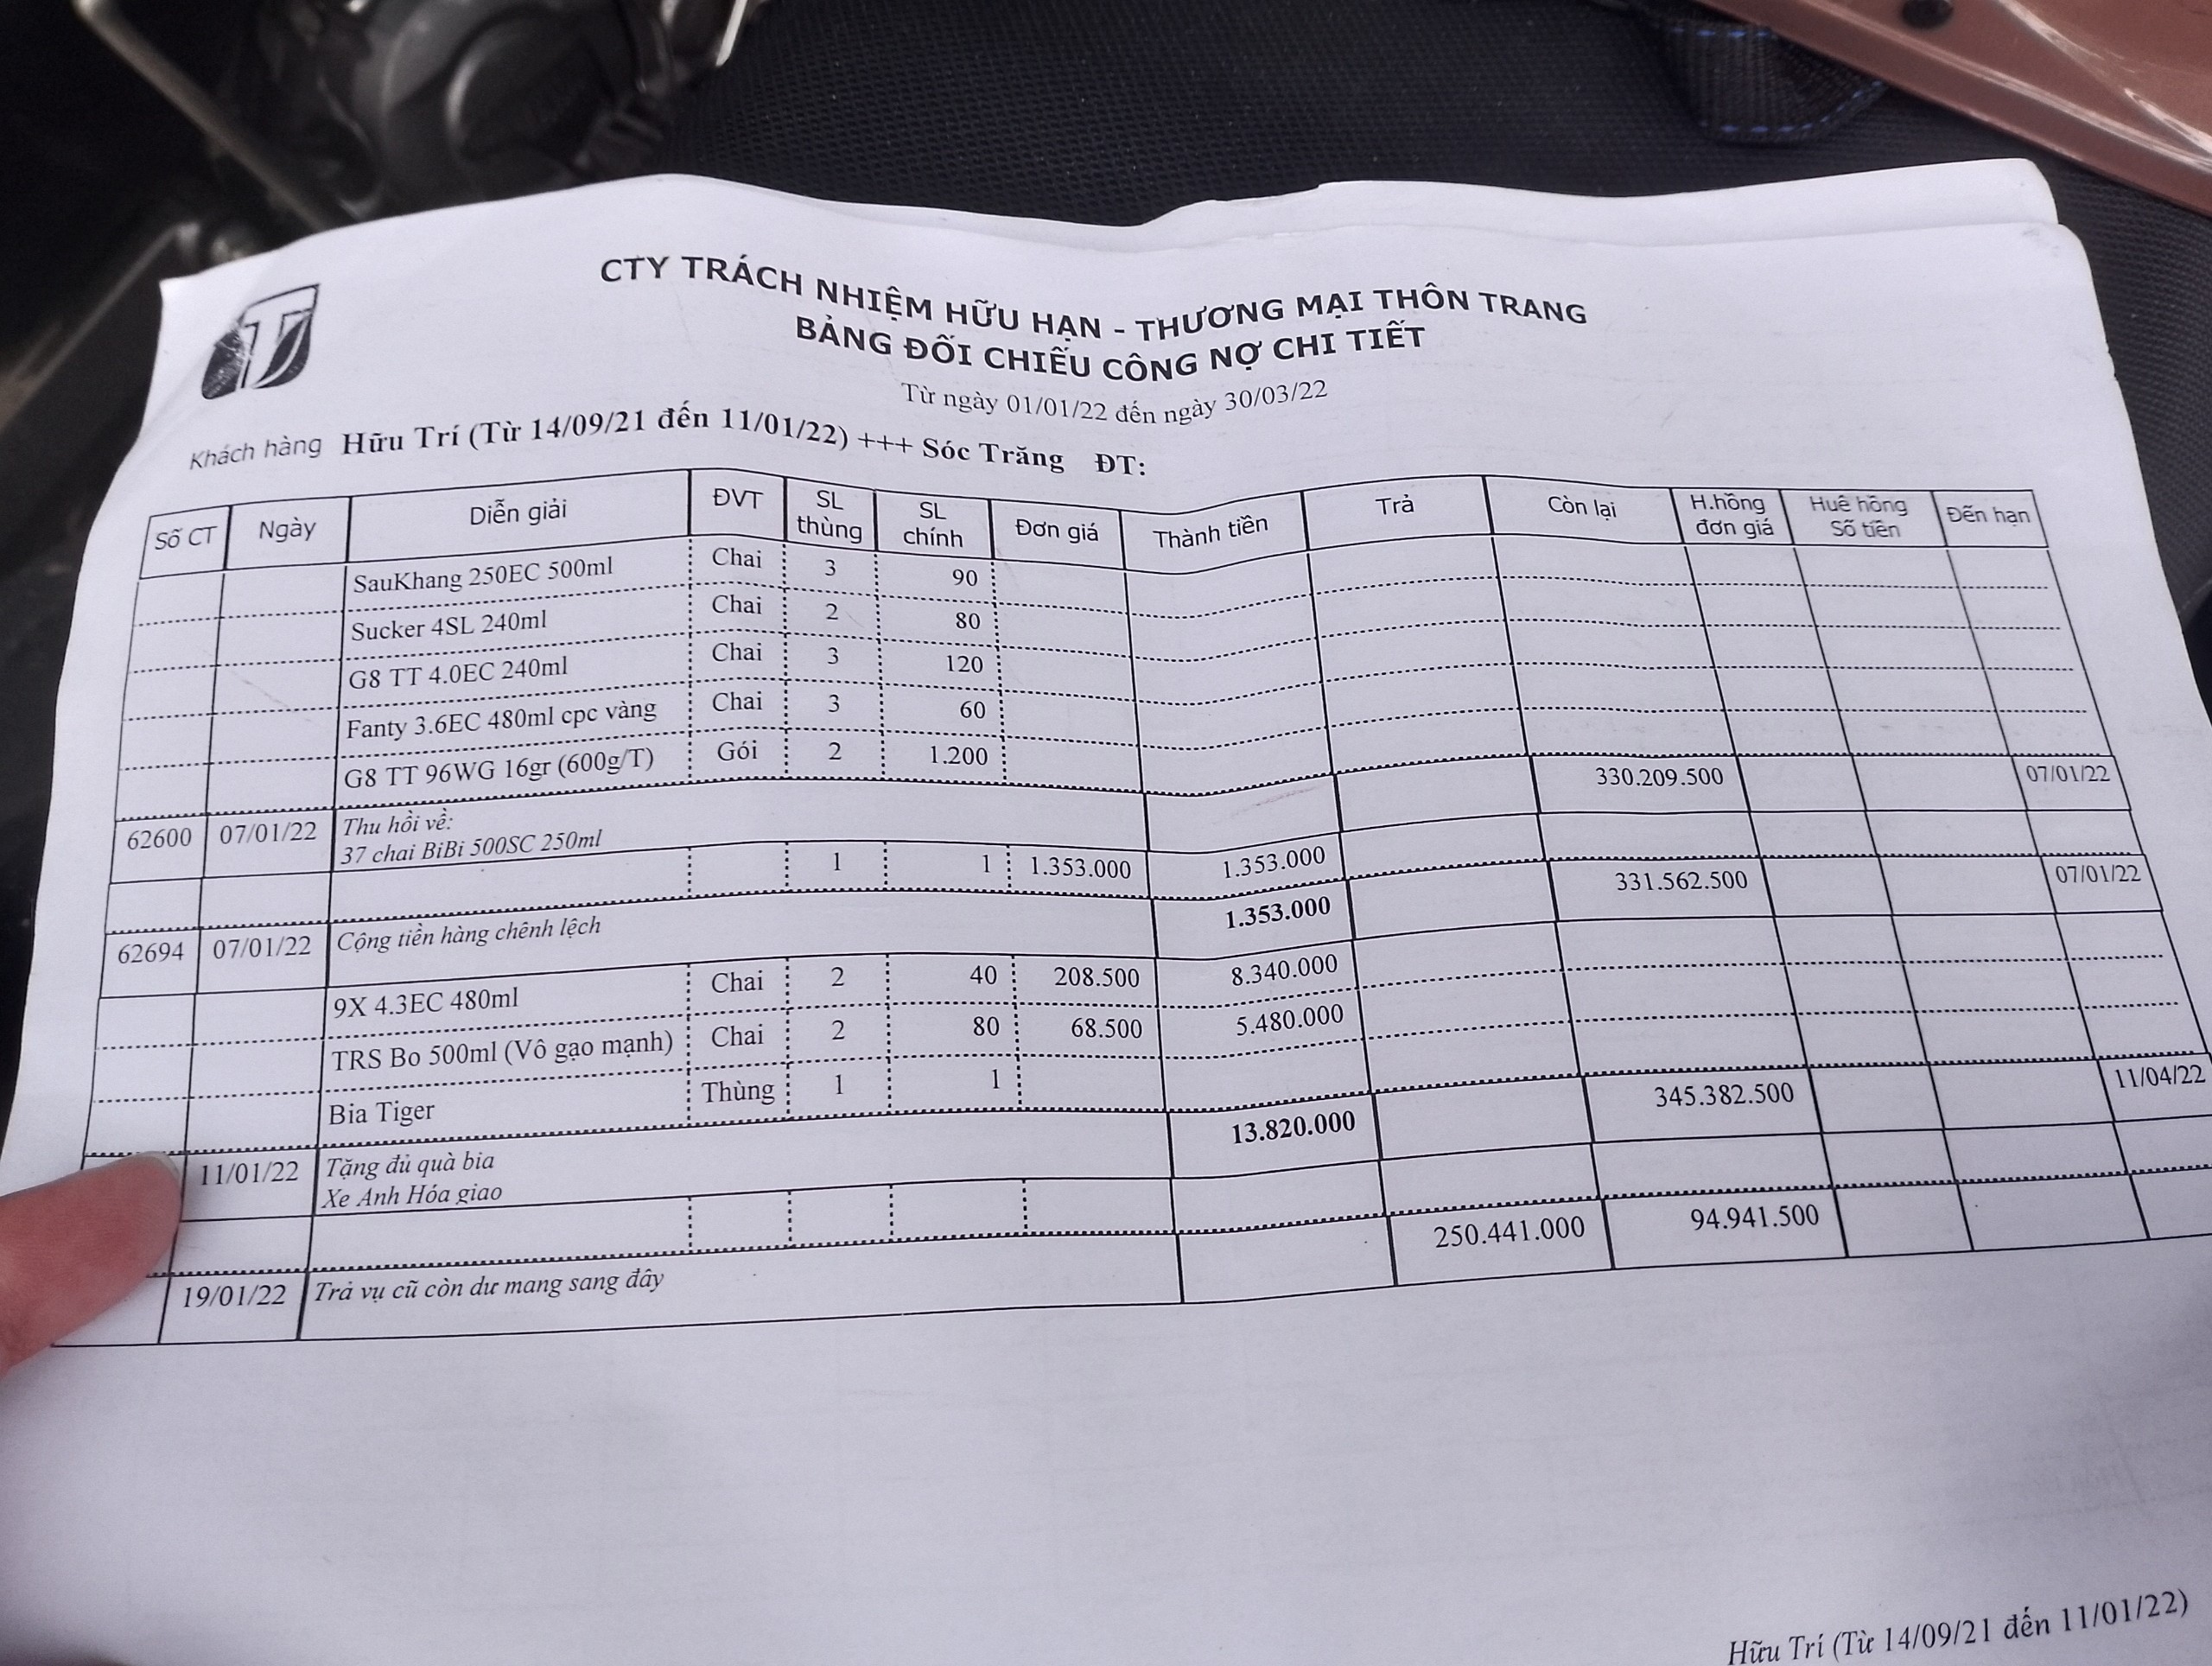 CTY TRÁCH NHIỆM HỮU HẠN - THƯƠNG MẠI THÔN TRANG
BẢNG ĐỐI CHIẾU CÔNG NỢ CHI TIẾT
Từ ngày 01/01/22 đến ngày 30/03/22
Khách hàng Hữu Trí (Từ 14/09/21 đến 11/01/22) +++ Sóc Trăng ĐT:
Số CT Ngày Diễn giải ĐVT SL thùng SL chính Đơn giá Thành tiền Trả Còn lại H.hồng đơn giá Huê hồng Số tiền Đến hạn
SauKhang 250EC 500ml Chai 3 90
Sucker 4SL 240ml Chai 2 80
G8 TT 4.0EC 240ml Chai 3 120
Fanty 3.6EC 480ml cpc vàng Chai 3 60
G8 TT 96WG 16gr (600g/T) Gói 2 1.200
62600 07/01/22 Thu hồi về: 330.209.500 07/01/22
37 chai BiBi 500SC 250ml
1 1 1.353.000 1.353.000
62694 07/01/22 Cộng tiền hàng chênh lệch 1.353.000 331.562.500 07/01/22
9X 4.3EC 480ml Chai 2 40 208.500 8.340.000
TRS Bo 500ml (Vô gạo mạnh) Chai 2 80 68.500 5.480.000
Bia Tiger Thùng 1 1
11/01/22 Tặng đủ quà bia 13.820.000 345.382.500 11/04/22
Xe Anh Hóa giao
19/01/22 Trả vụ cũ còn dư mang sang đây 250.441.000 94.941.500
Hữu Trí (Từ 14/09/21 đến 11/01/22)